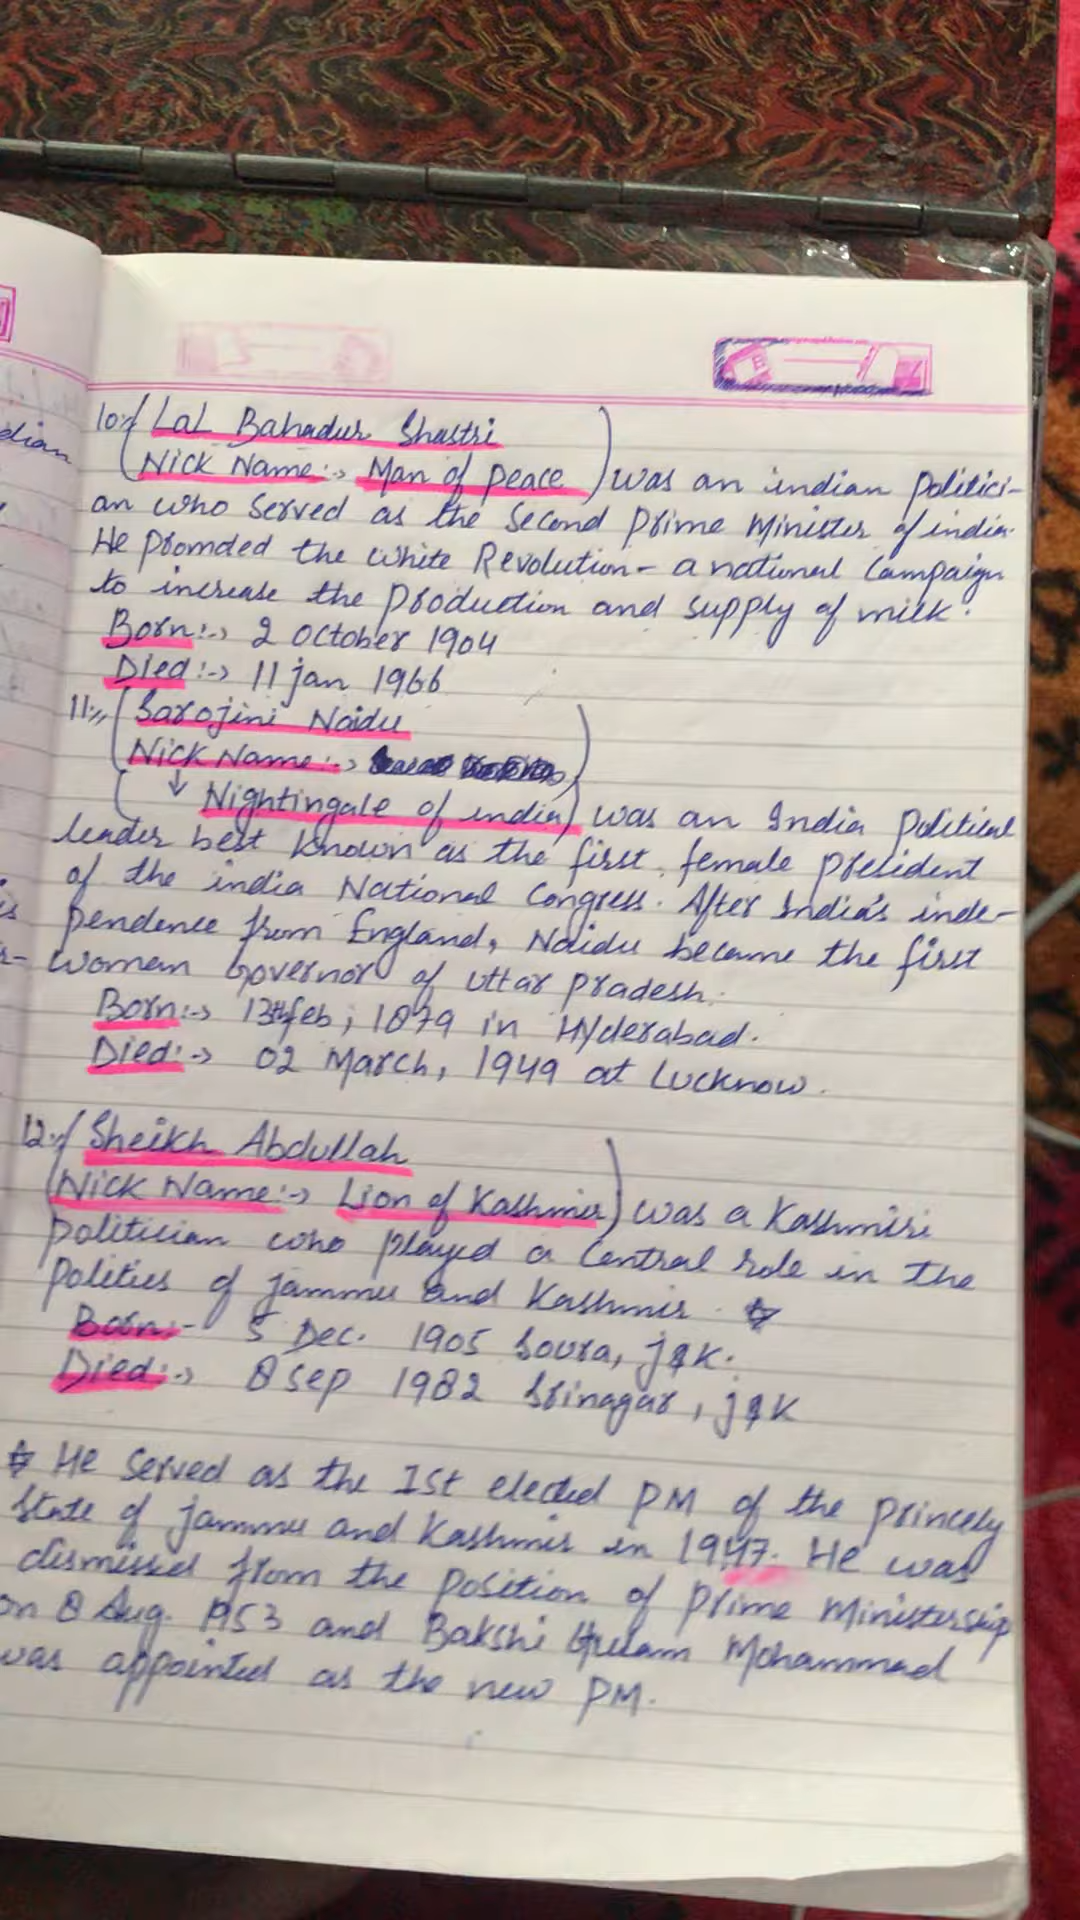 dian
10:-( Lal Bahadur Shastri
(Nick Name:-> Man of peace) was an indian politici-
an who served as the second Prime Minister of india.
He promded the white Revolution - a national Campaign
to increase the production and supply of milk.
Born:-> 2 October 1904
Died:-> 11 jan 1966
11:-( Sarojini Naidu
Nick Name:->
↓ Nightingale of india) was an India Political
leader best known as the first female president
of the india National Congress. After India's inde-
is pendence from England, Naidu became the first
r- woman Governor of uttar pradesh.
Born:-> 13th feb, 1879 in Hyderabad.
Died:-> 02 March, 1949 at Lucknow.
12:-( Sheikh Abdullah
(Nick Name:-> Lion of Kashmir) was a Kashmiri
politician who played a Central role in the
Politics of jammu and Kashmir. ☆
Born:- 5 Dec. 1905 Soura, j&K.
Died:-> 8 sep 1982 Srinagar, j&K
☆ He served as the 1st elected PM of the princely
State of jammu and Kashmir in 1947. He was
dismissed from the position of prime Ministership
on 8 Aug. 1953 and Bakshi Gulam Mohammad
was appointed as the new PM.